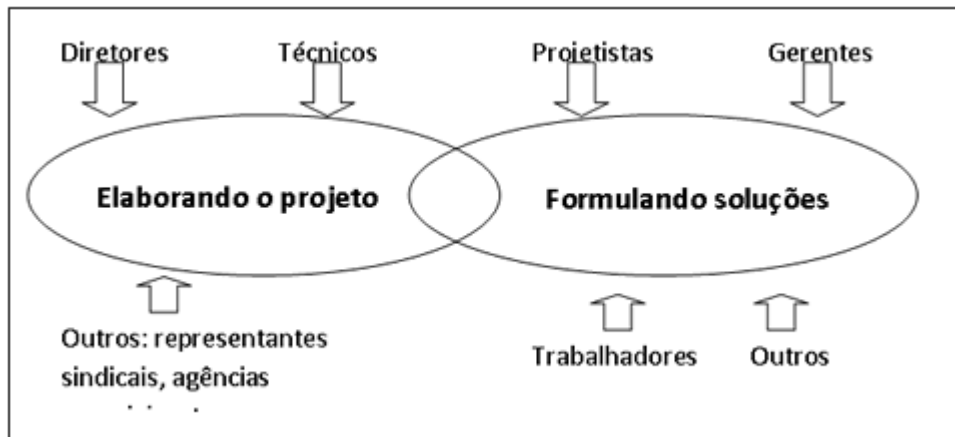 Diretores Técnicos Projetistas Gerentes
Elaborando o projeto Formulando soluções
Outros: representantes
sindicais, agências
Trabalhadores Outros